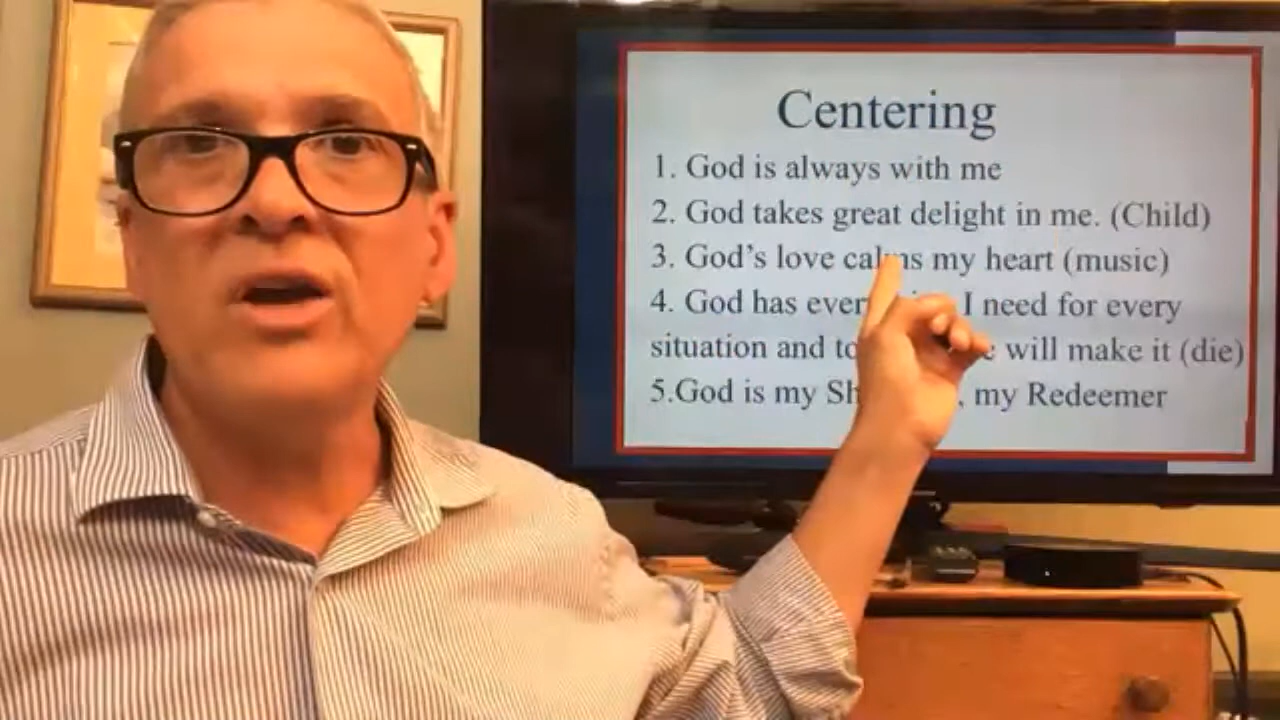 Centering
1. God is always with me
2. God takes great delight in me. (Child)
3. God's love calms my heart (music)
4. God has I need for every
situation and will make it (die)
5.God is my , my Redeemer